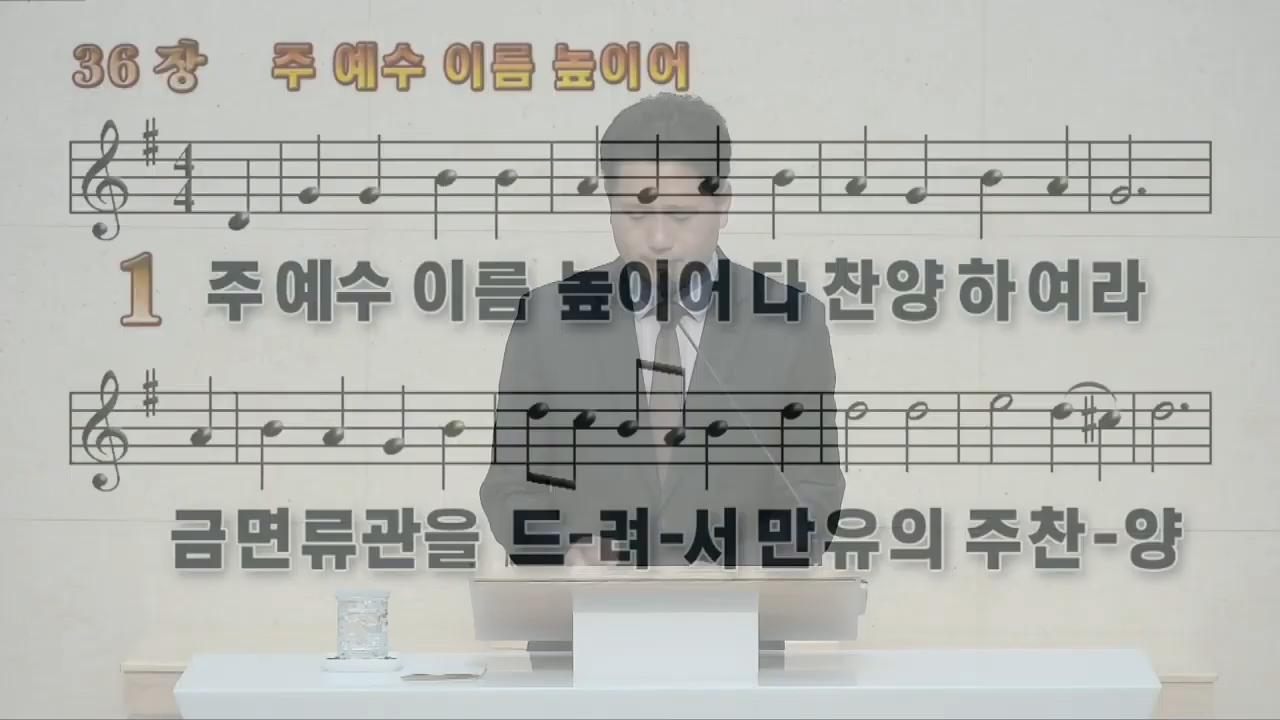 36 장 주 예수 이름 높이어
4
4
1 주 예수 이름 높이어 다 찬양 하여라
금면류관을 드-려-서 만유의 주찬-양